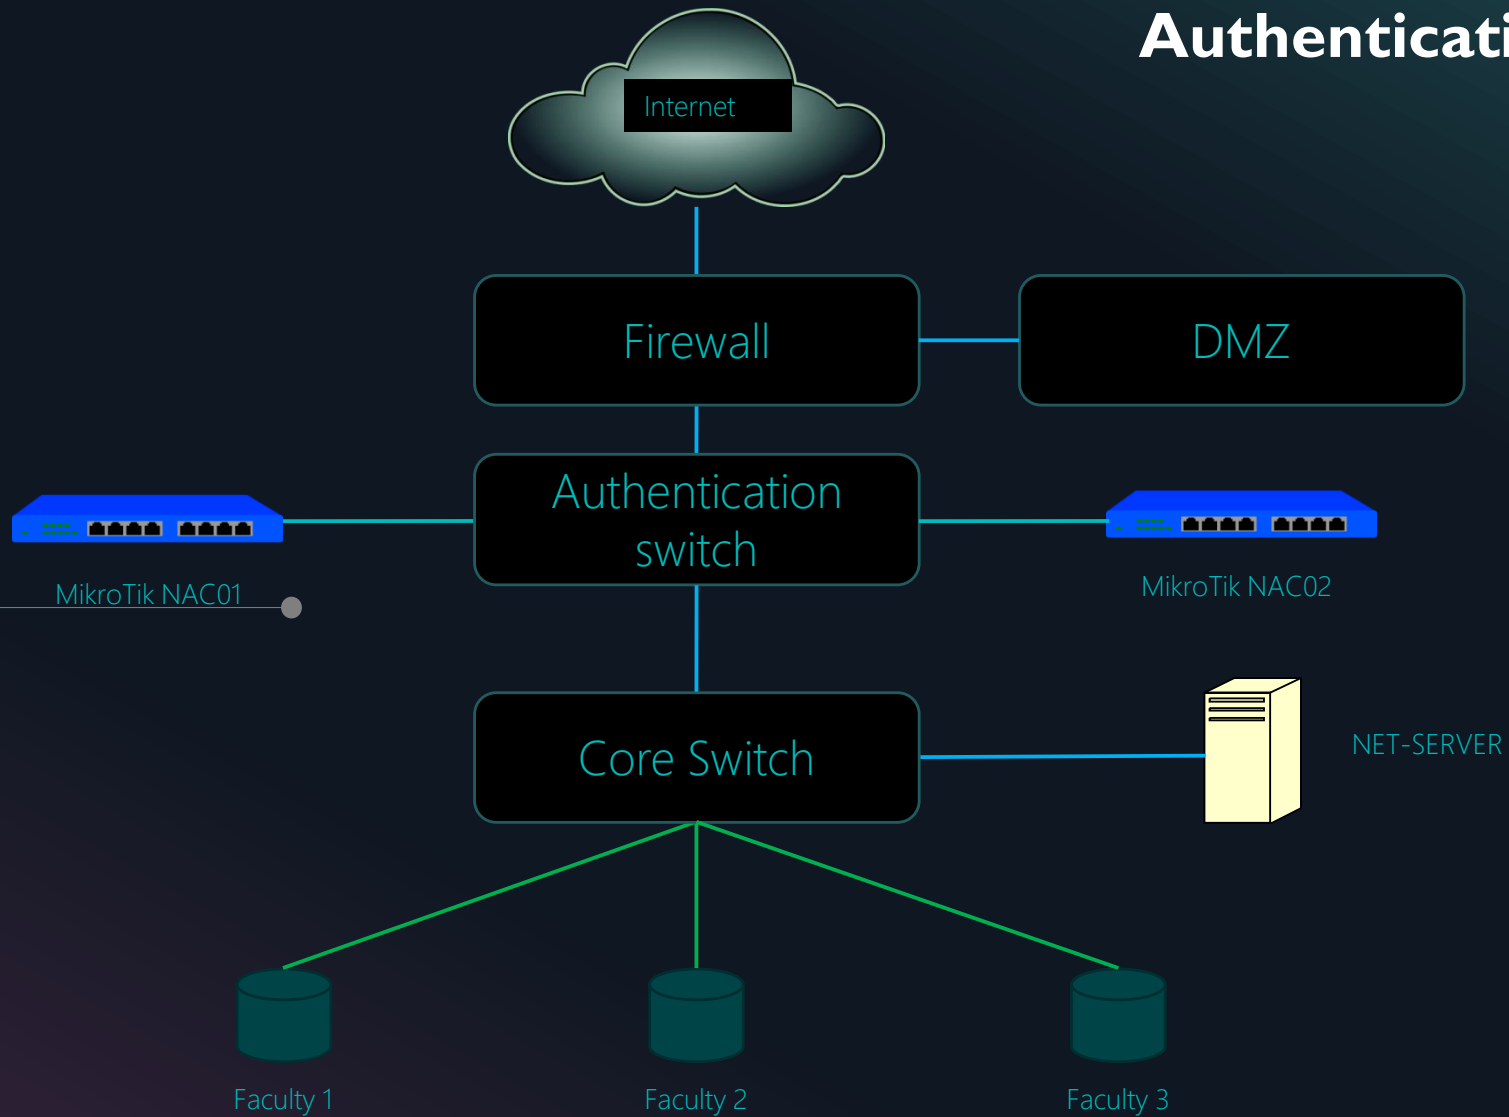 Authenticati
Internet
Firewall
DMZ
Authentication
switch
MikroTik NAC01
MikroTik NAC02
Core Switch
NET-SERVER
Faculty 1
Faculty 2
Faculty 3